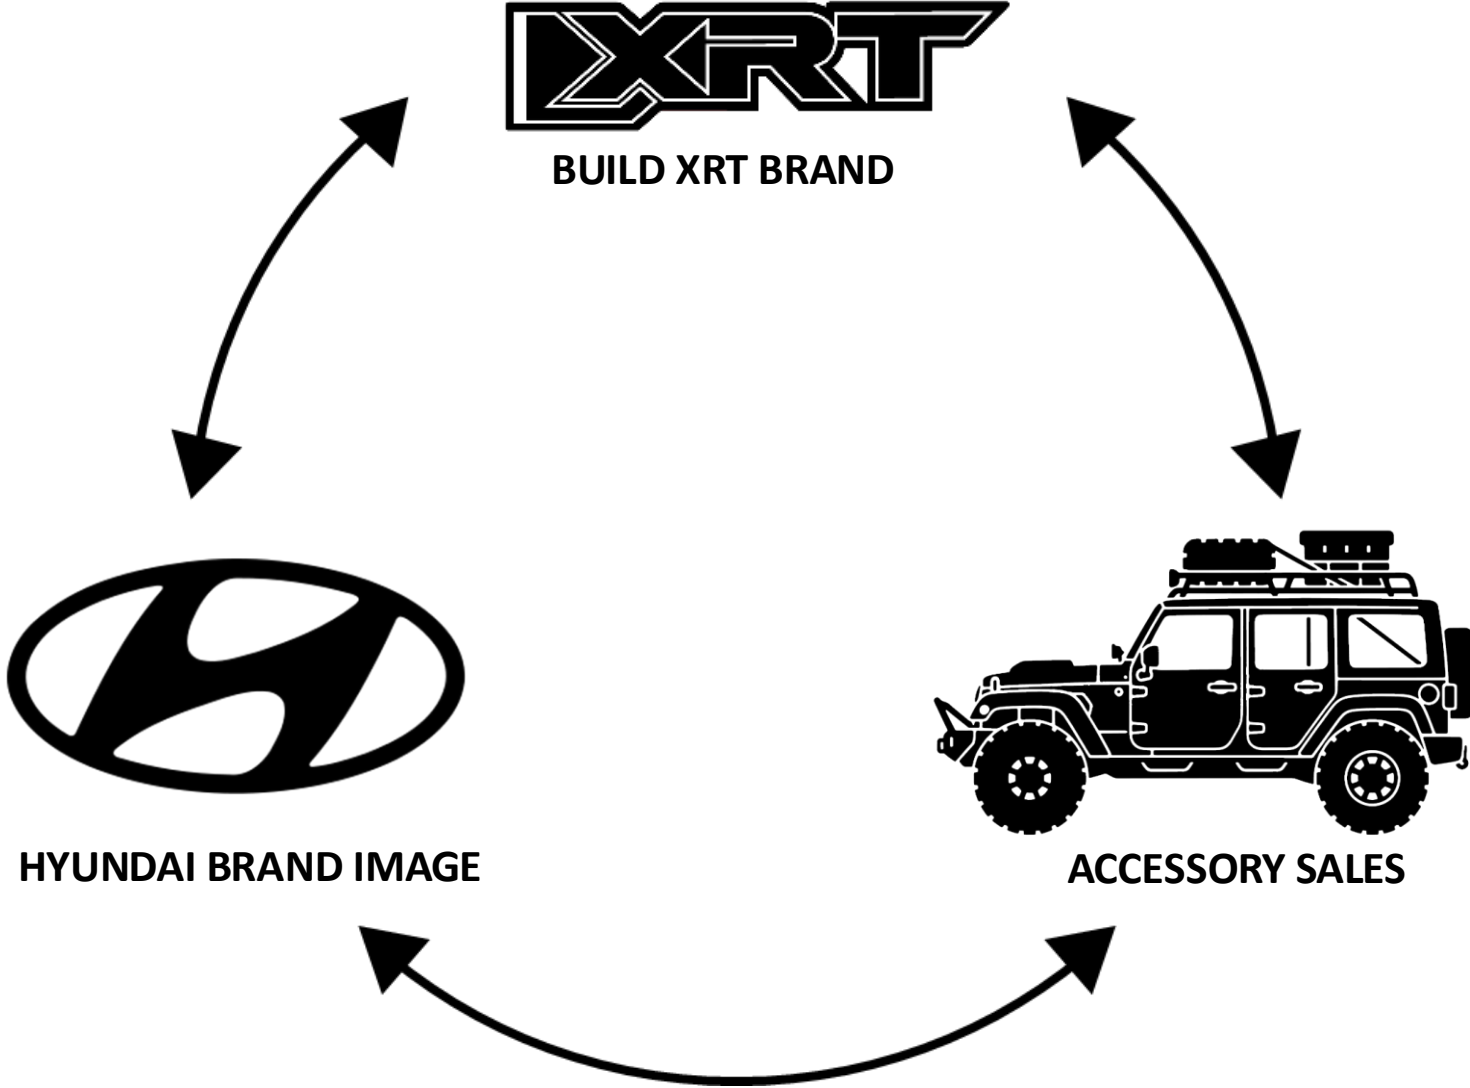 XRT
BUILD XRT BRAND
HYUNDAI BRAND IMAGE
ACCESSORY SALES